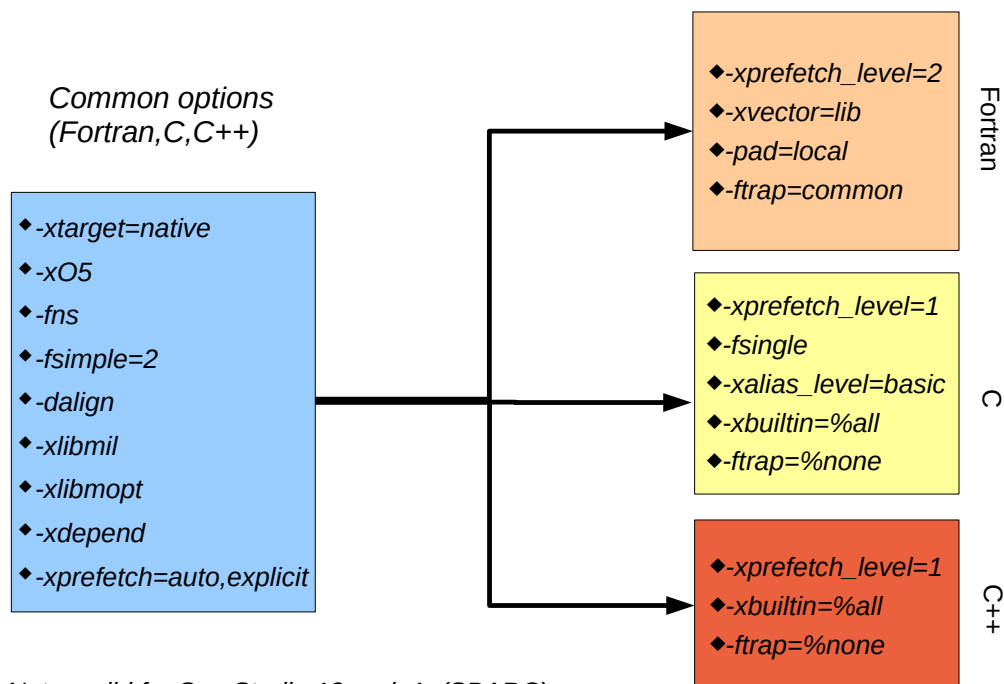 Common options
(Fortran,C,C++)
◆-xtarget=native
◆-xO5
◆-fns
◆-fsimple=2
◆-dalign
◆-xlibmil
◆-xlibmopt
◆-xdepend
◆-xprefetch=auto,explicit
◆-xprefetch_level=2
◆-xvector=lib
◆-pad=local
◆-ftrap=common
Fortran
◆-xprefetch_level=1
◆-fsingle
◆-xalias_level=basic
◆-xbuiltin=%all
◆-ftrap=%none
C
◆-xprefetch_level=1
◆-xbuiltin=%all
◆-ftrap=%none
C++